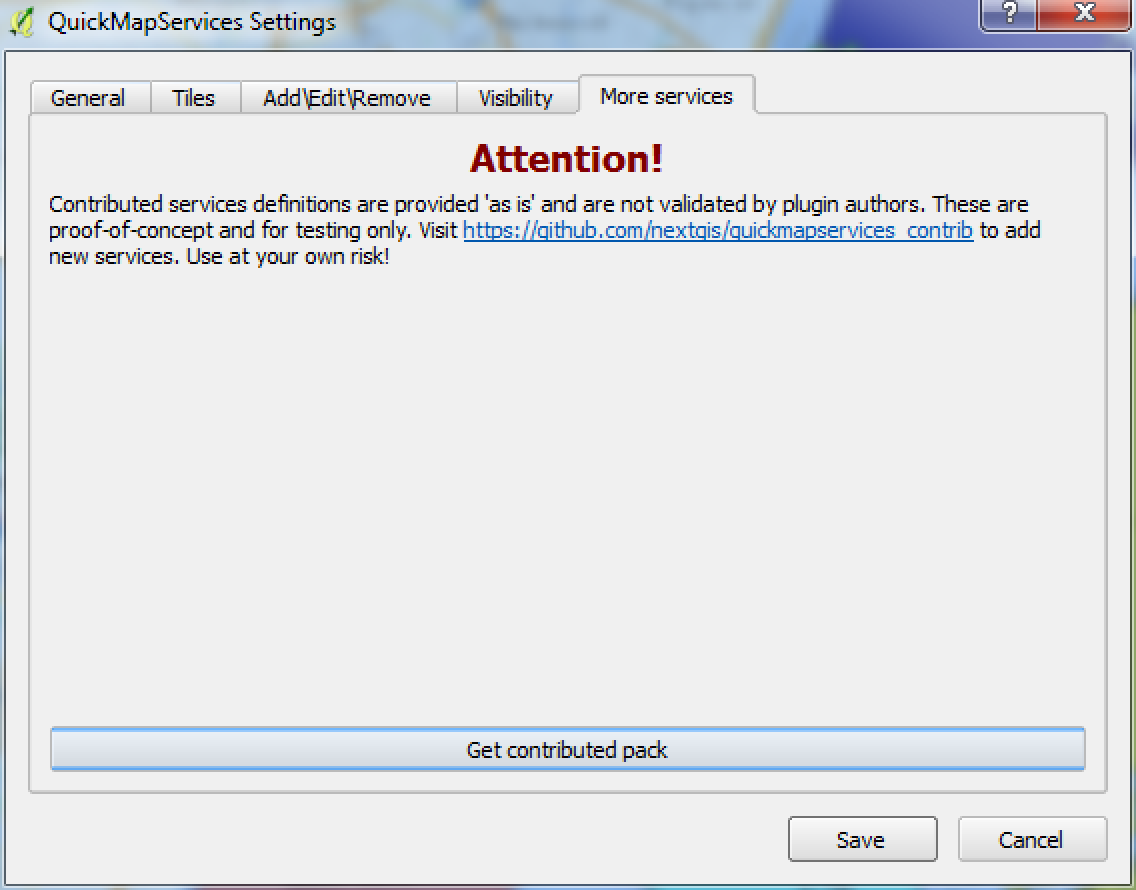 QuickMapServices Settings
?
X
General
Tiles
Add\Edit\Remove
Visibility
More services
Attention!
Contributed services definitions are provided 'as is' and are not validated by plugin authors. These are
proof-of-concept and for testing only. Visit https://github.com/nextgis/quickmapservices_contrib to add
new services. Use at your own risk!
Get contributed pack
Save
Cancel